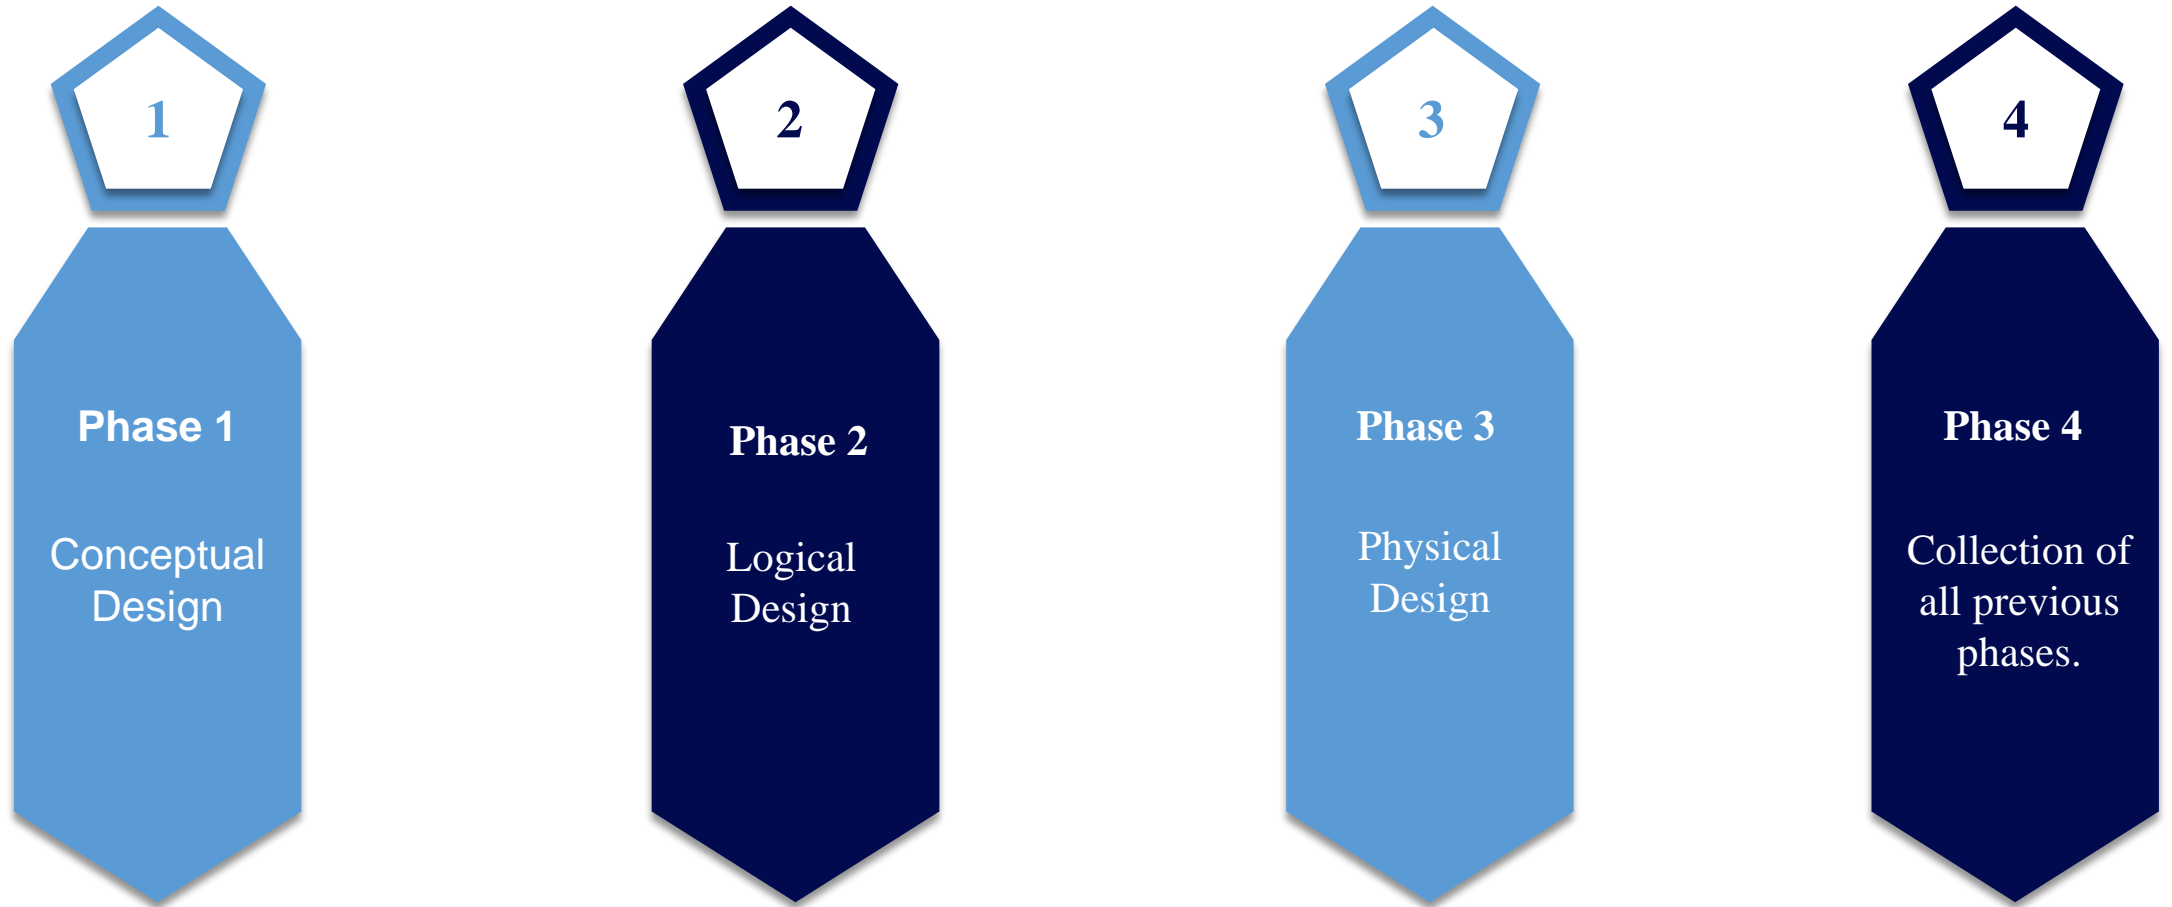 1
Phase 1
Conceptual
Design
2
Phase 2
Logical
Design
3
Phase 3
Physical
Design
4
Phase 4
Collection of
all previous
phases.